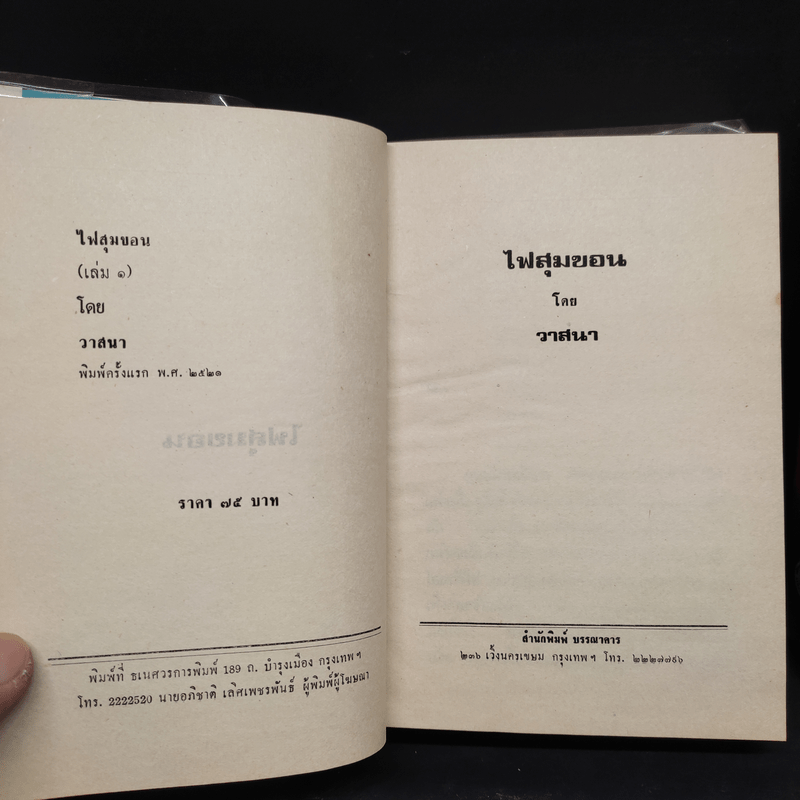 ไฟสุมขอน
(เล่ม ๑)
โดย
วาสนา
พิมพ์ครั้งแรก พ.ศ. ๒๕๒๑
ราคา ๗๕ บาท
พิมพ์ที่ ธเนศวรการพิมพ์ 189 ถ. บำรุงเมือง กรุงเทพฯ
โทร. 2222520 นายอภิชาติ เลิศเพชรพันธ์ ผู้พิมพ์ผู้โฆษณา
ไฟสุมขอน
โดย
วาสนา
สำนักพิมพ์ บรรณาคาร
๒๓๖ เวิ้งนครเขษม กรุงเทพฯ โทร. ๒๒๒๗๗๙๖